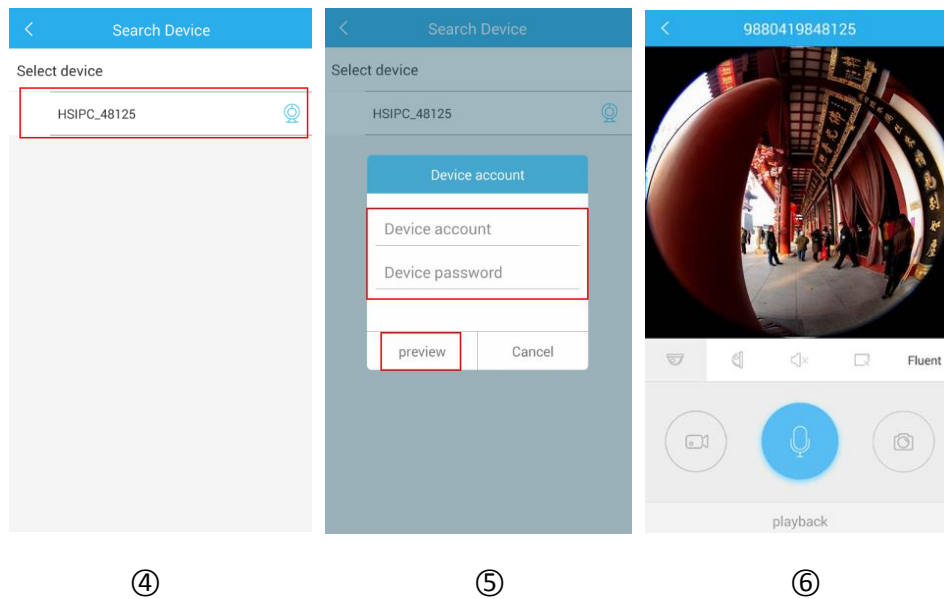 Search Device
Select device
HSIPC_48125
④
Search Device
Select device
HSIPC_48125
Device account
Device account
Device password
preview
Cancel
⑤
9880419848125
Fluent
playback
⑥